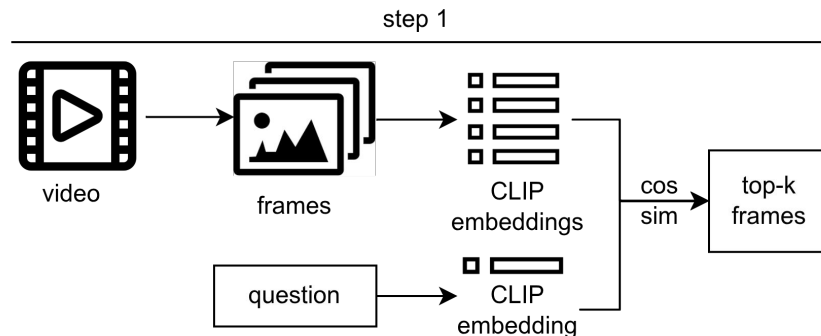 step 1
video
frames
CLIP
embeddings
cos
sim
top-k
frames
question
CLIP
embedding